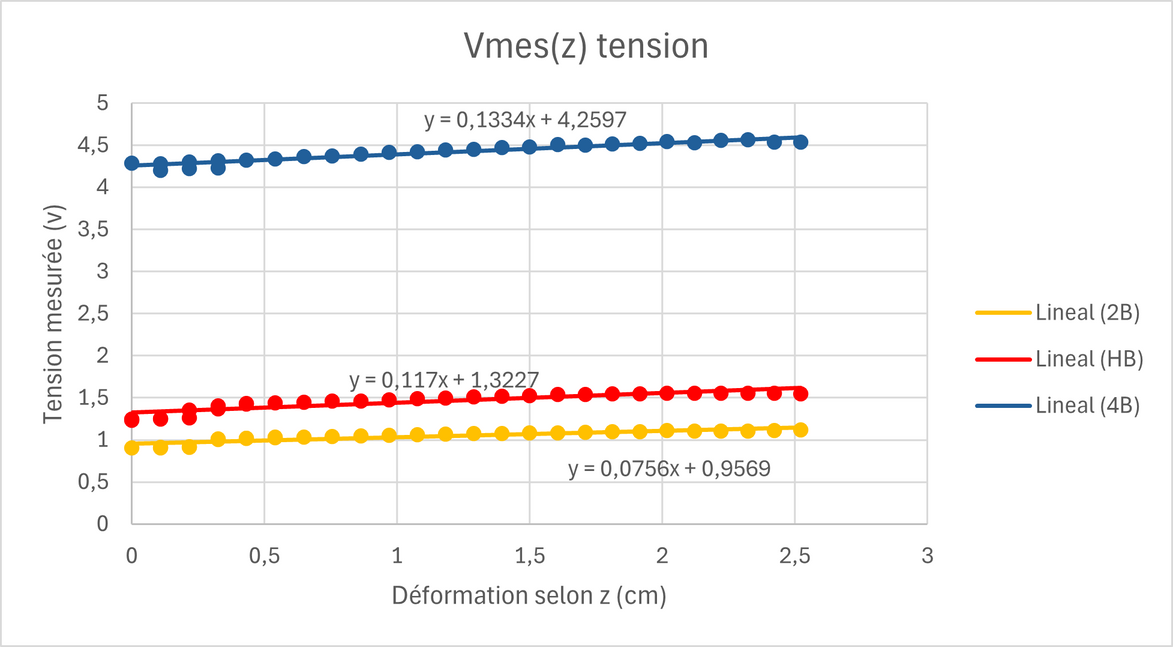 Vmes(z) tension
y = 0,1334x + 4,2597
5
4,5
4
3,5
3
2,5
2
1,5
1
0,5
0
Tension mesurée (v)
y = 0,117x + 1,3227
y = 0,0756x + 0,9569
0 0,5 1 1,5 2 2,5 3
Déformation selon z (cm)
Lineal (2B)
Lineal (HB)
Lineal (4B)